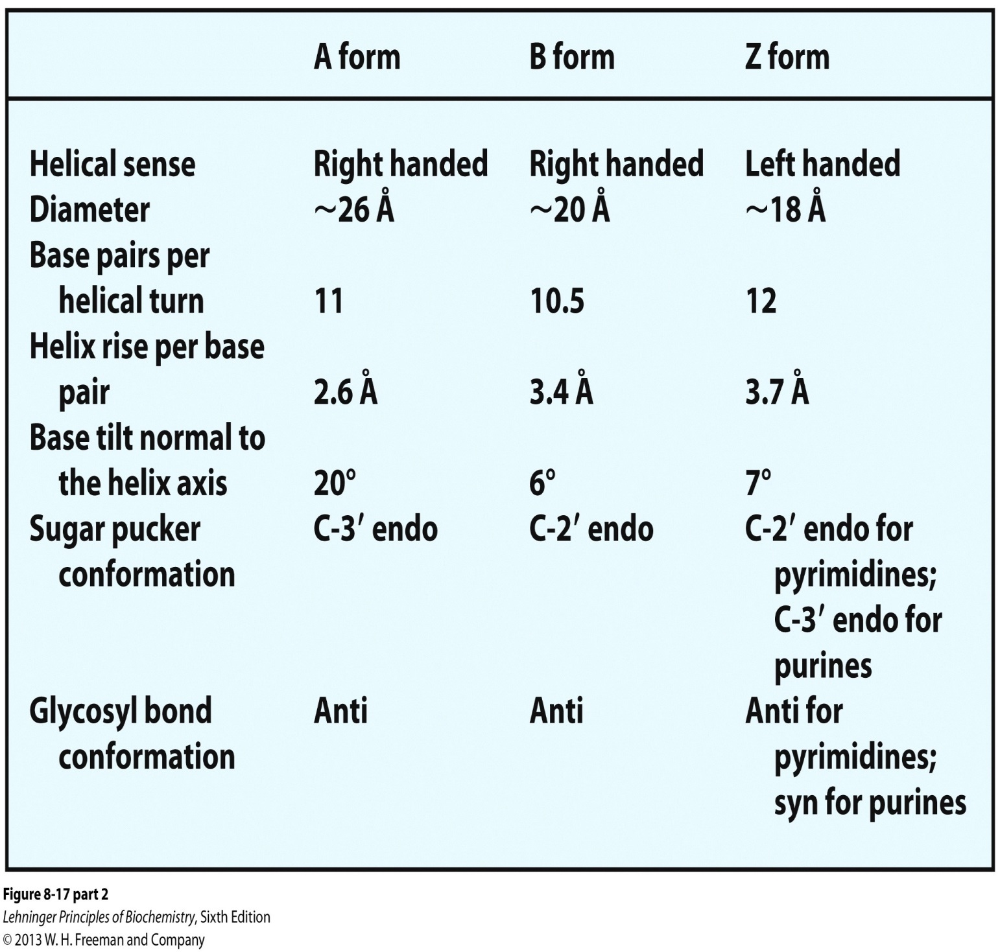 A form B form Z form
Helical sense Right handed Right handed Left handed
Diameter ~26 Å ~20 Å ~18 Å
Base pairs per
helical turn 11 10.5 12
Helix rise per base
pair 2.6 Å 3.4 Å 3.7 Å
Base tilt normal to
the helix axis 20° 6° 7°
Sugar pucker C-3′ endo C-2′ endo C-2′ endo for
conformation pyrimidines;
C-3′ endo for
purines
Glycosyl bond Anti Anti Anti for
conformation pyrimidines;
syn for purines
Figure 8-17 part 2
Lehninger Principles of Biochemistry, Sixth Edition
© 2013 W. H. Freeman and Company